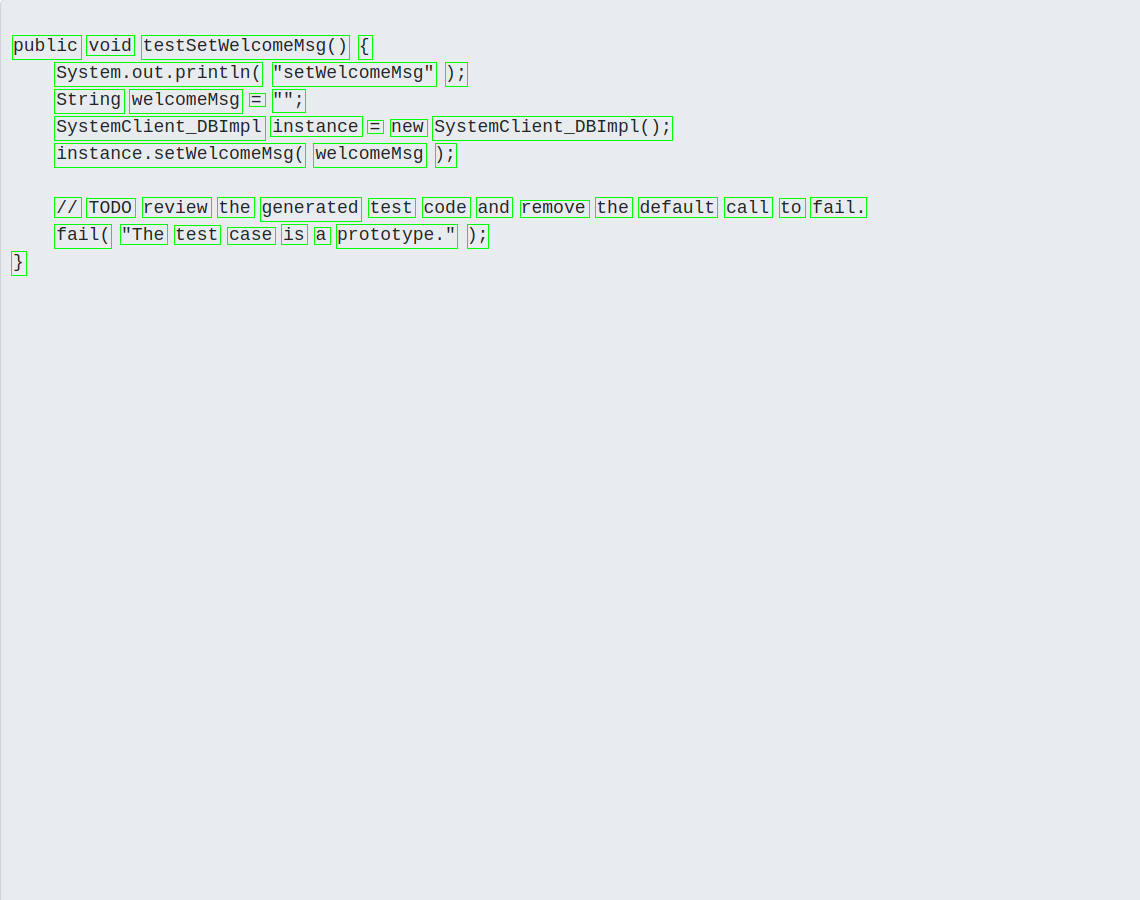 public void testSetWelcomeMsg() {
    System.out.println( "setWelcomeMsg" );
    String welcomeMsg = "";
    SystemClient_DBImpl instance = new SystemClient_DBImpl();
    instance.setWelcomeMsg( welcomeMsg );
    // TODO review the generated test code and remove the default call to fail.
    fail( "The test case is a prototype." );
}